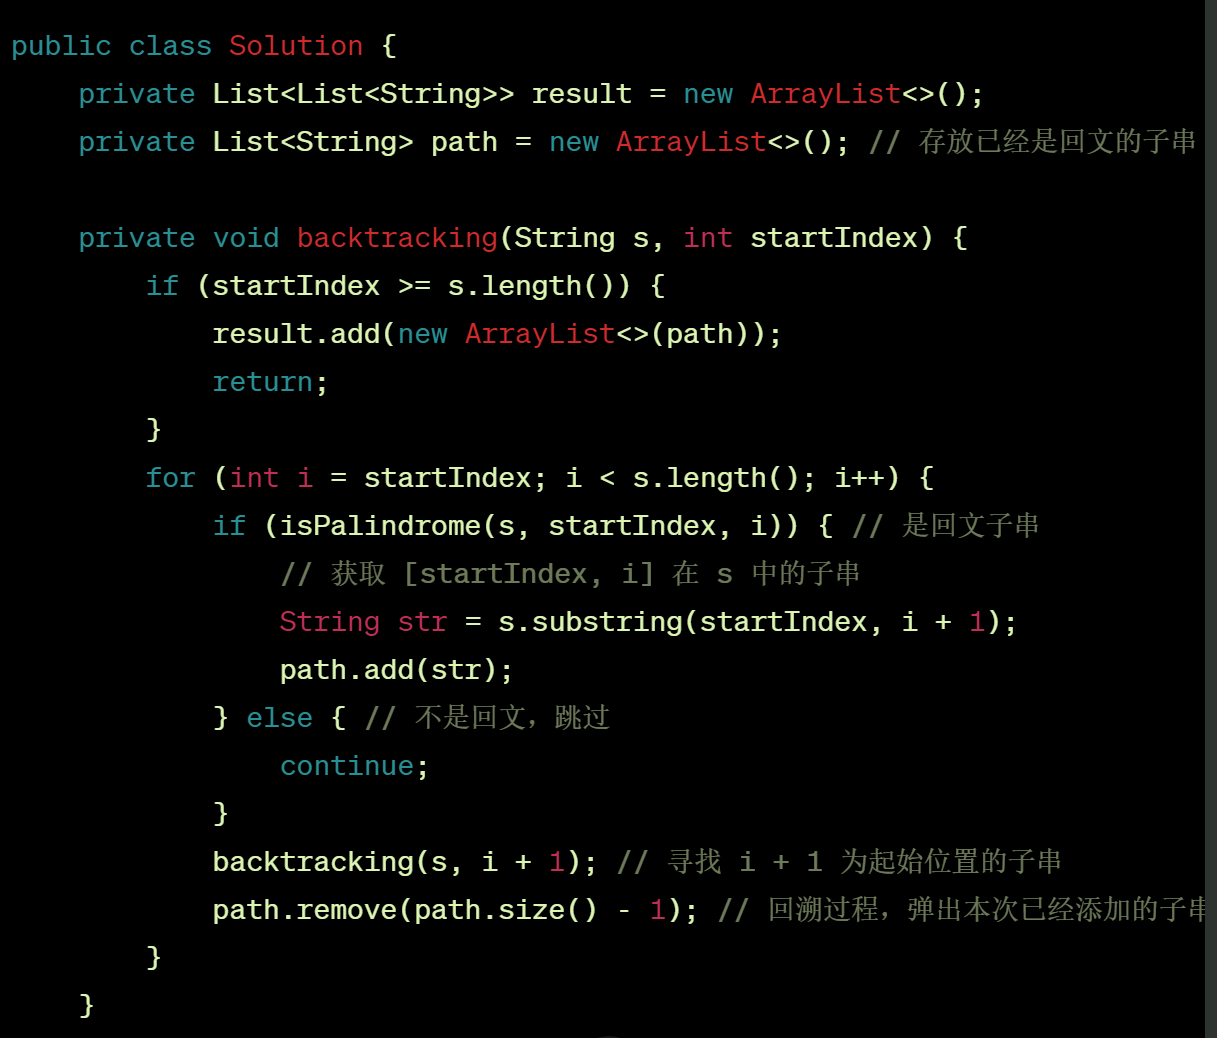 public class Solution {
    private List<List<String>> result = new ArrayList<>();
    private List<String> path = new ArrayList<>(); // 存放已经是回文的子串
    private void backtracking(String s, int startIndex) {
        if (startIndex >= s.length()) {
            result.add(new ArrayList<>(path));
            return;
        }
        for (int i = startIndex; i < s.length(); i++) {
            if (isPalindrome(s, startIndex, i)) { // 是回文子串
                // 获取 [startIndex, i] 在 s 中的子串
                String str = s.substring(startIndex, i + 1);
                path.add(str);
            } else { // 不是回文，跳过
                continue;
            }
            backtracking(s, i + 1); // 寻找 i + 1 为起始位置的子串
            path.remove(path.size() - 1); // 回溯过程，弹出本次已经添加的子串
        }
    }